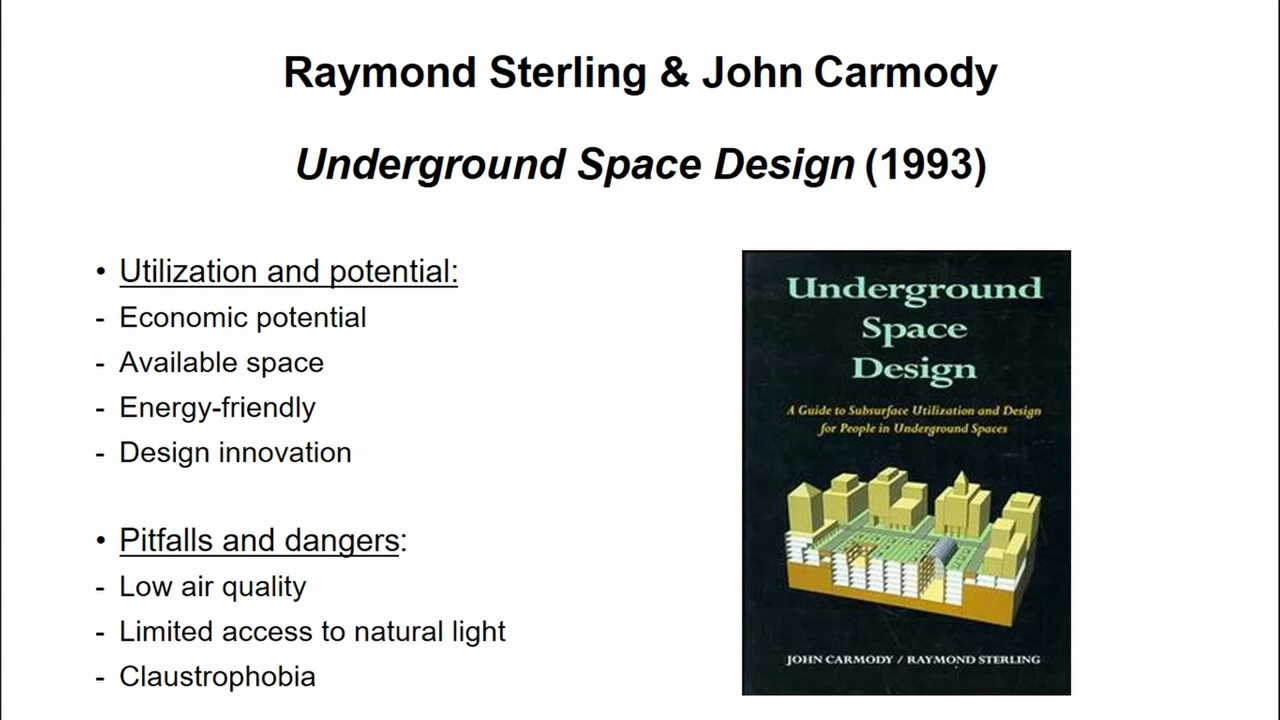 Raymond Sterling & John Carmody
Underground Space Design (1993)
• Utilization and potential:
- Economic potential
- Available space
- Energy-friendly
- Design innovation
• Pitfalls and dangers:
- Low air quality
- Limited access to natural light
- Claustrophobia
Underground
Space
Design
A Guide to Subsurface Utilization and Design
for People in Underground Spaces
JOHN CARMODY / RAYMOND STERLING